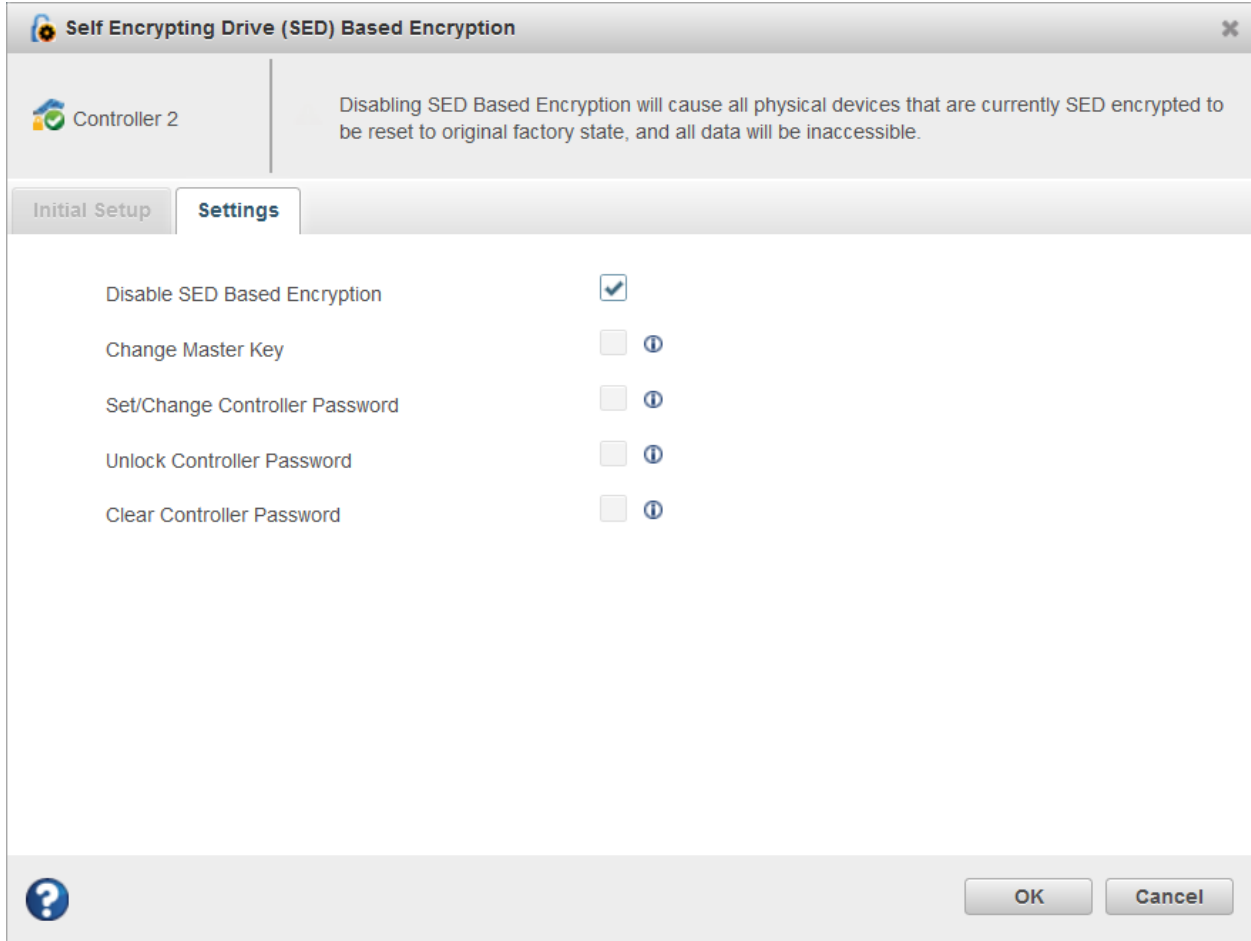 Self Encrypting Drive (SED) Based Encryption
Controller 2
Disabling SED Based Encryption will cause all physical devices that are currently SED encrypted to
be reset to original factory state, and all data will be inaccessible.
Initial Setup
Settings
Disable SED Based Encryption
Change Master Key
Set/Change Controller Password
Unlock Controller Password
Clear Controller Password
OK
Cancel